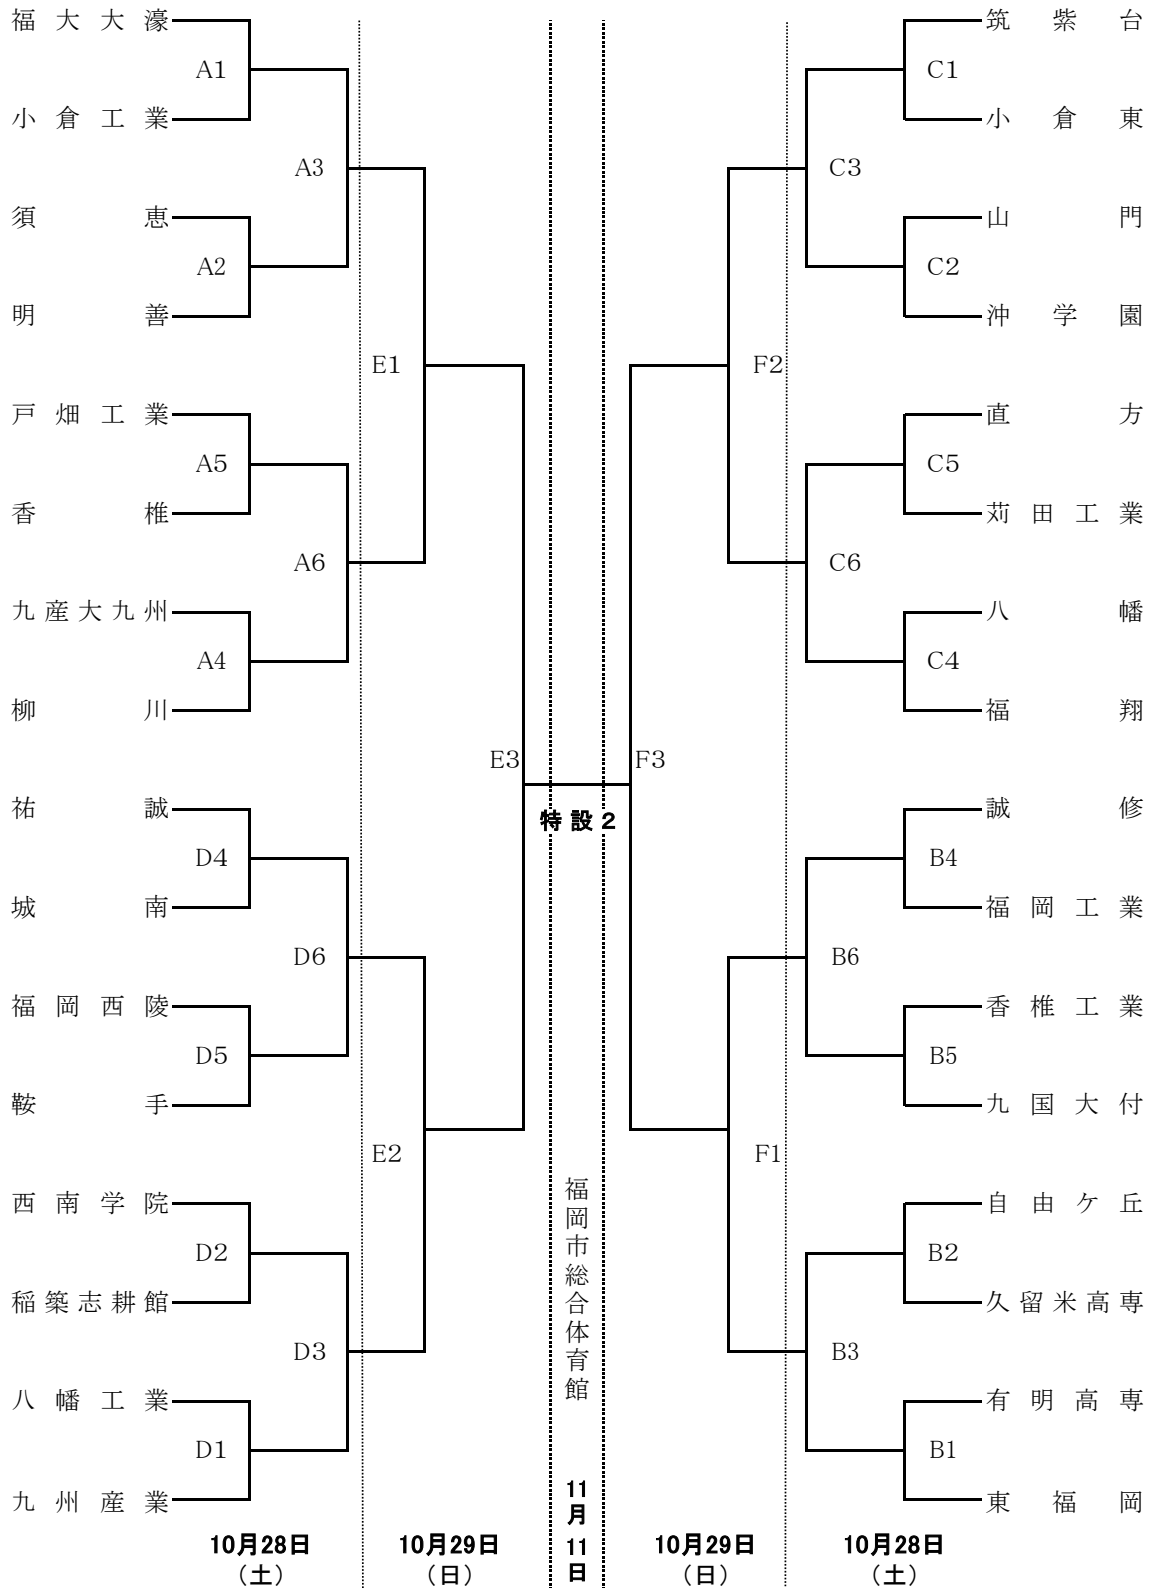 福大大濠
A1
小倉工業
A3
須恵
A2
明善
E1
戸畑工業
A5
香椎
A6
九産大九州
A4
柳川
E3
祐誠
D4
城南
D6
福岡西陵
D5
鞍手
E2
西南学院
D2
稲築志耕館
D3
八幡工業
D1
九州産業
10月28日
（土）
10月29日
（日）
特設２
福岡市総合体育館
11月11日
筑紫台
C1
小倉東
C3
山門
C2
沖学園
F2
直方
C5
苅田工業
C6
八幡
C4
福翔
F3
誠修
B4
福岡工業
B6
香椎工業
B5
九国大付
F1
自由ケ丘
B2
久留米高専
B3
有明高専
B1
東福岡
10月29日
（日）
10月28日
（土）